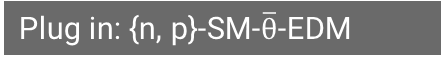 Plug in: {n, p}-SM-θ̅-EDM